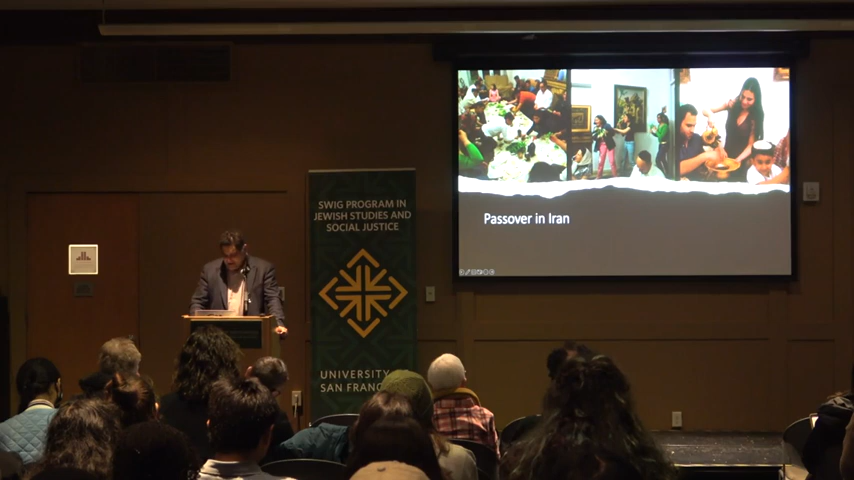 SWIG PROGRAM IN
JEWISH STUDIES AND
SOCIAL JUSTICE
UNIVERSITY
SAN FRANC
Passover in Iran